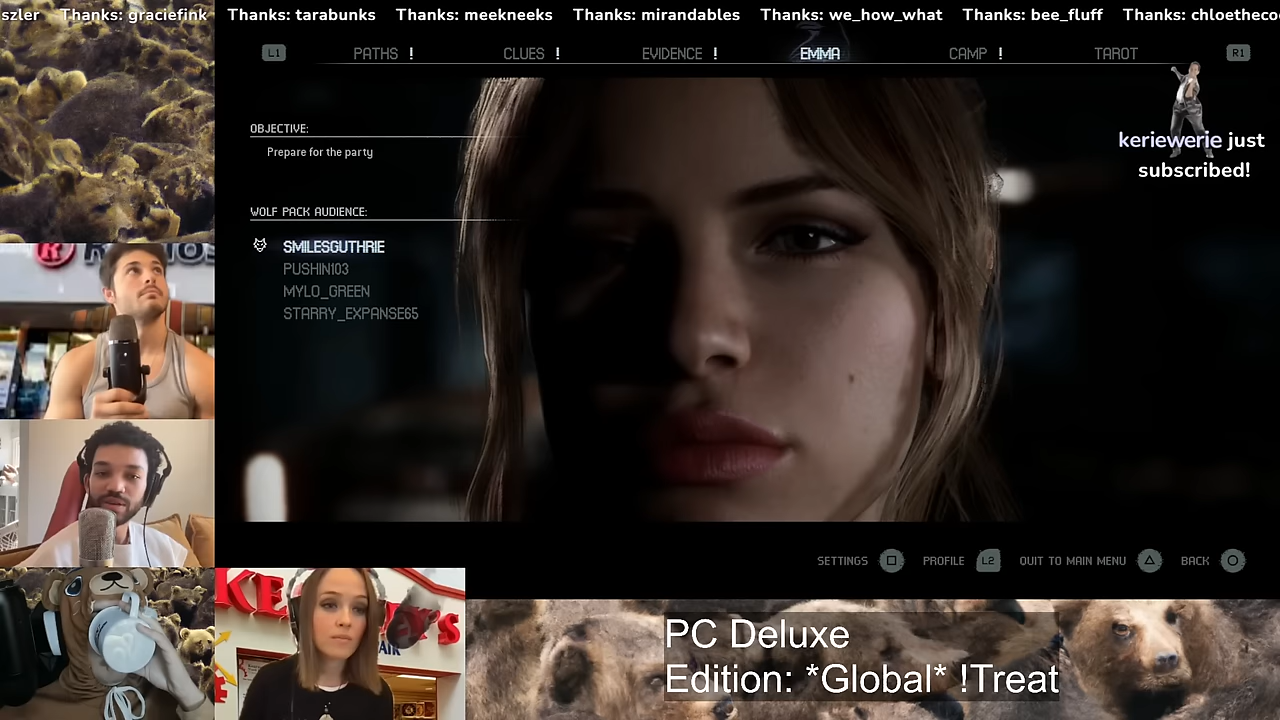 szler Thanks: graciefink Thanks: tarabunks Thanks: meekneeks Thanks: mirandables Thanks: we_how_what Thanks: bee_fluff Thanks: chloetheco
L1 PATHS ! CLUES ! EVIDENCE ! EMMA CAMP ! TAROT R1
OBJECTIVE:
Prepare for the party
keriewerie just
subscribed!
WOLF PACK AUDIENCE:
SMILESGUTHRIE
PUSHIN103
MYLO_GREEN
STARRY_EXPANSE65
SETTINGS PROFILE L2 QUIT TO MAIN MENU BACK
PC Deluxe
Edition: *Global* !Treat